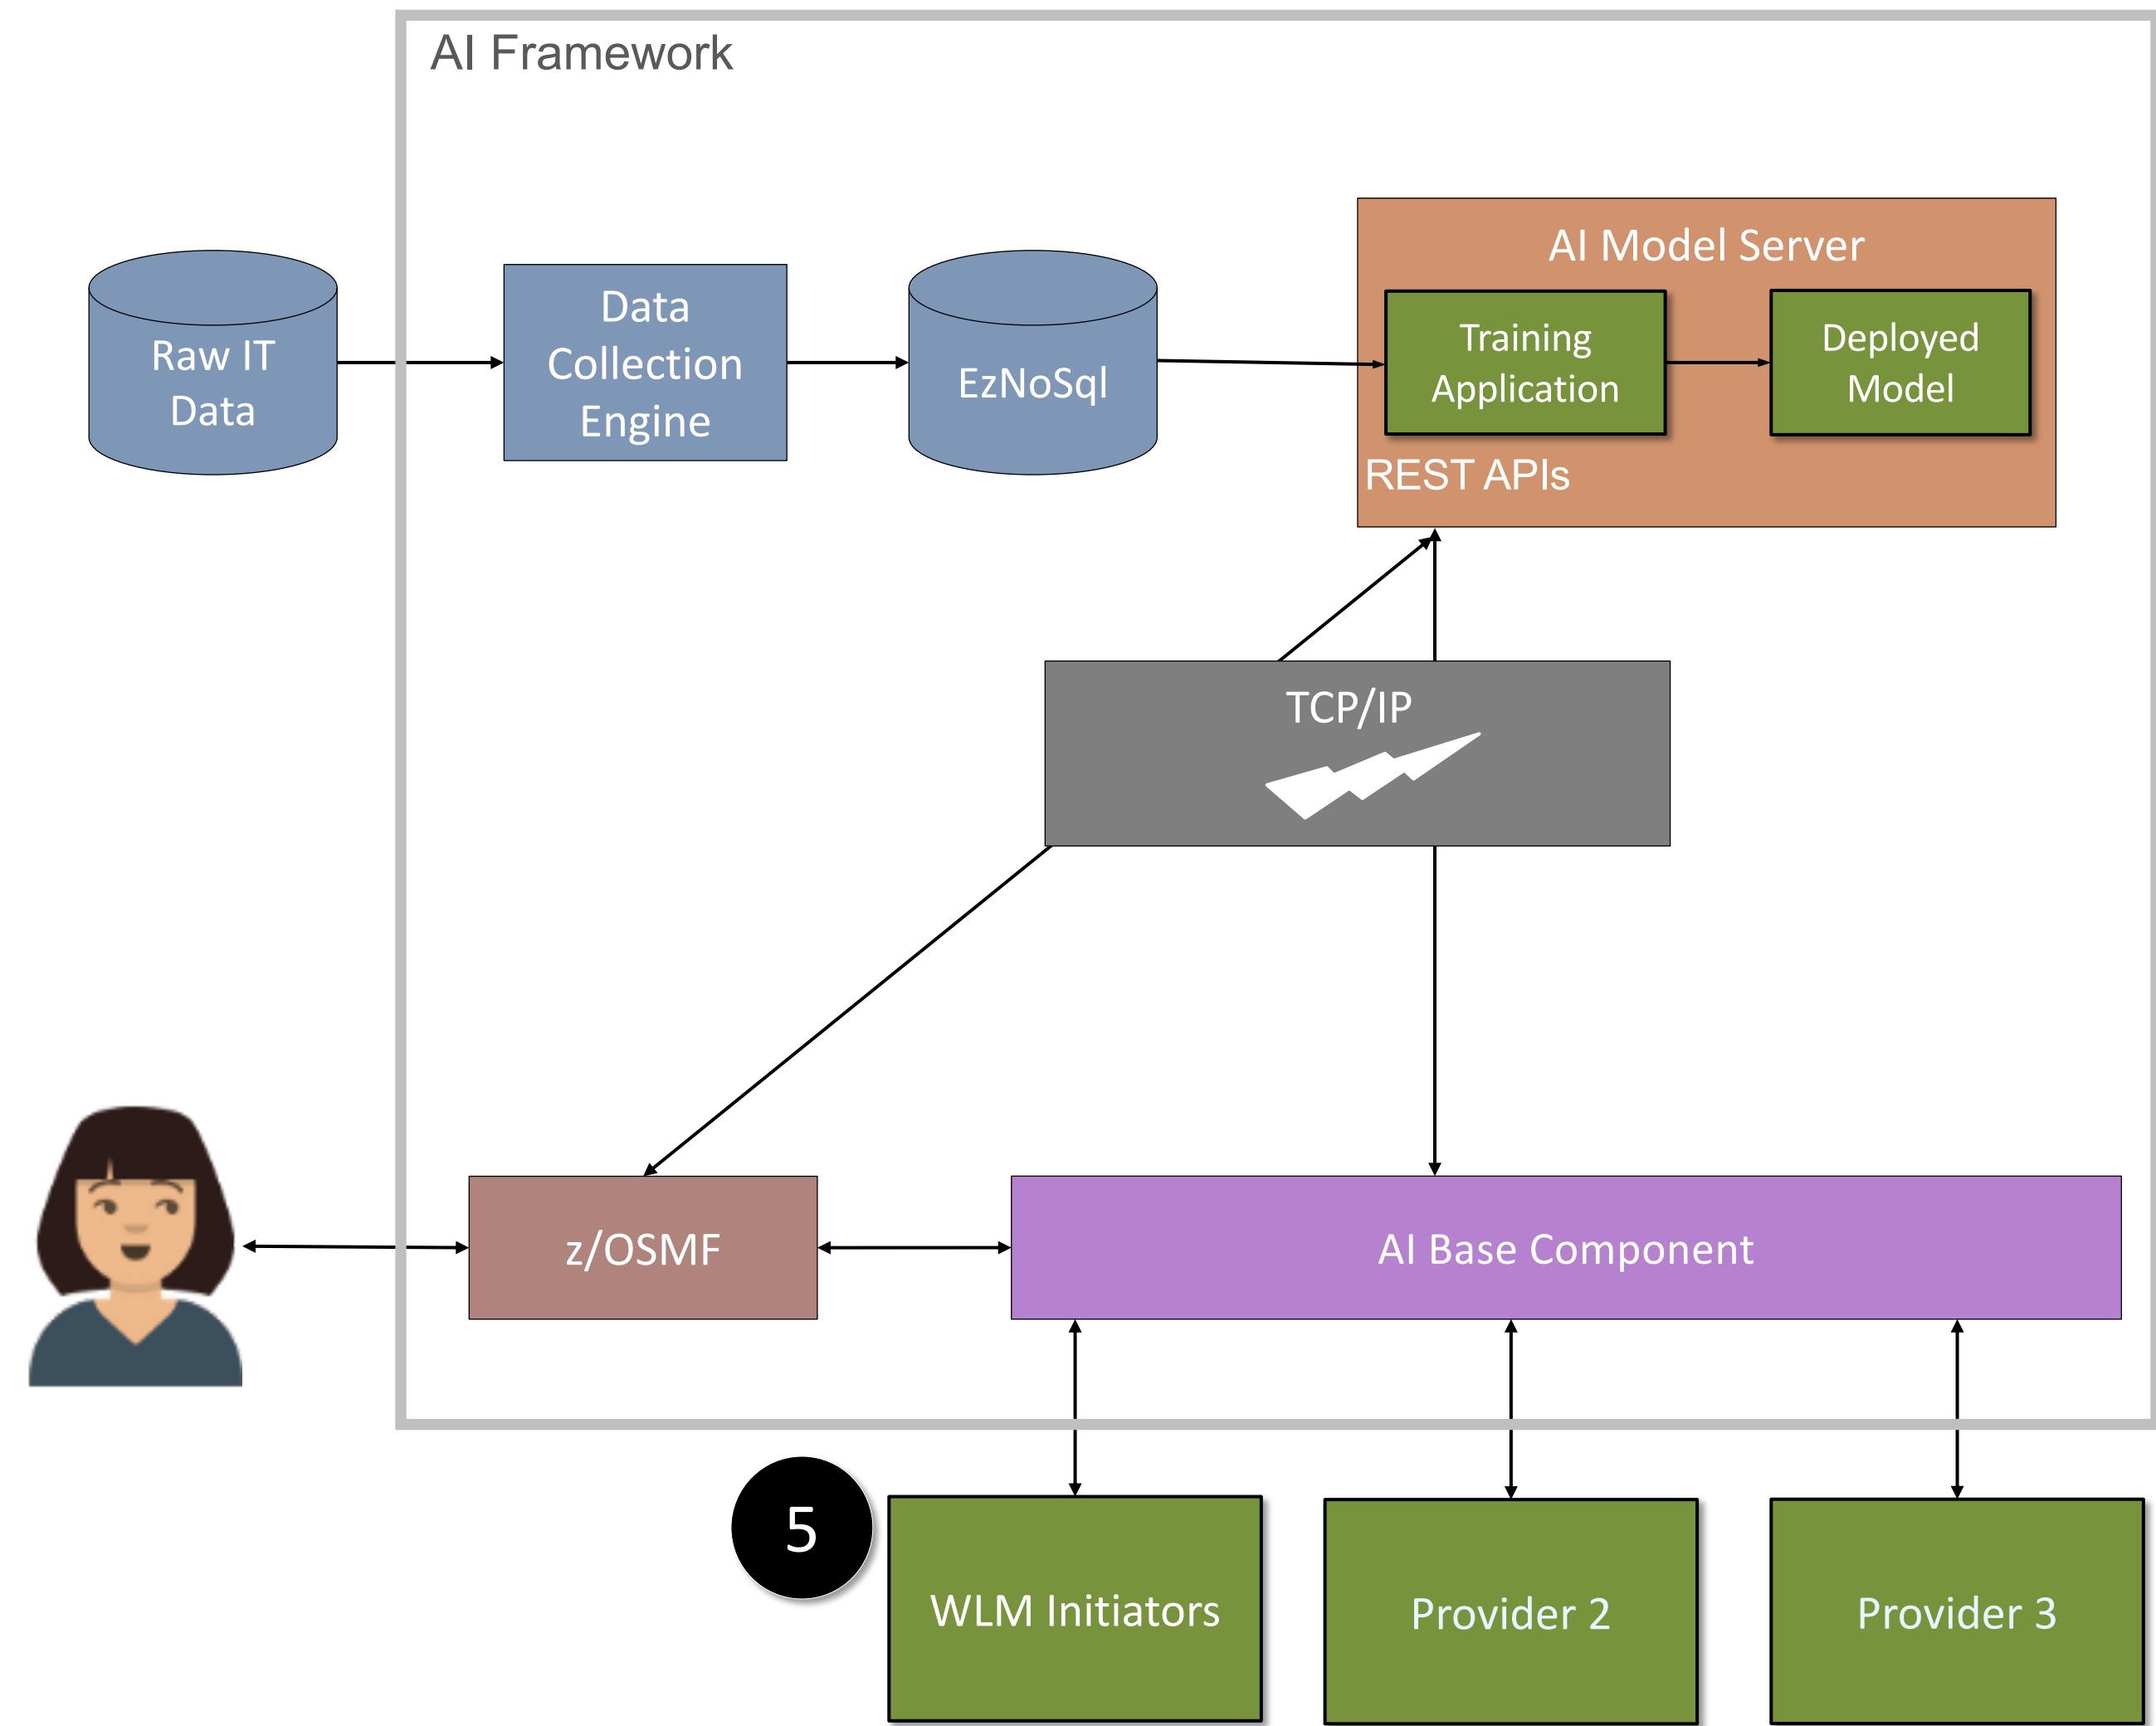 AI Framework
Raw IT
Data
Data
Collection
Engine
EzNoSql
AI Model Server
Training
Application
Deployed
Model
REST APIs
TCP/IP
z/OSMF
AI Base Component
5
WLM Initiators
Provider 2
Provider 3